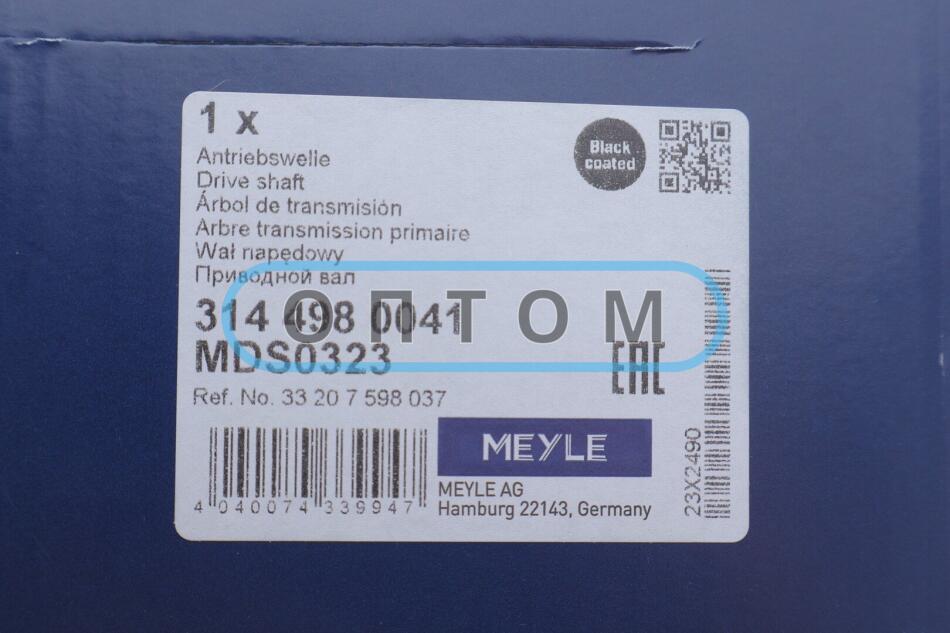 1 x
Black
coated
Antriebswelle
Drive shaft
Árbol de transmisión
Arbre transmission primaire
Wał napędowy
Приводной вал
314 498 0041
ОПТОМ
MDS0323
EAC
Ref. No. 33 20 7 598 037
MEYLE
MEYLE AG
Hamburg 22143, Germany
4 040074 339947
23X2490